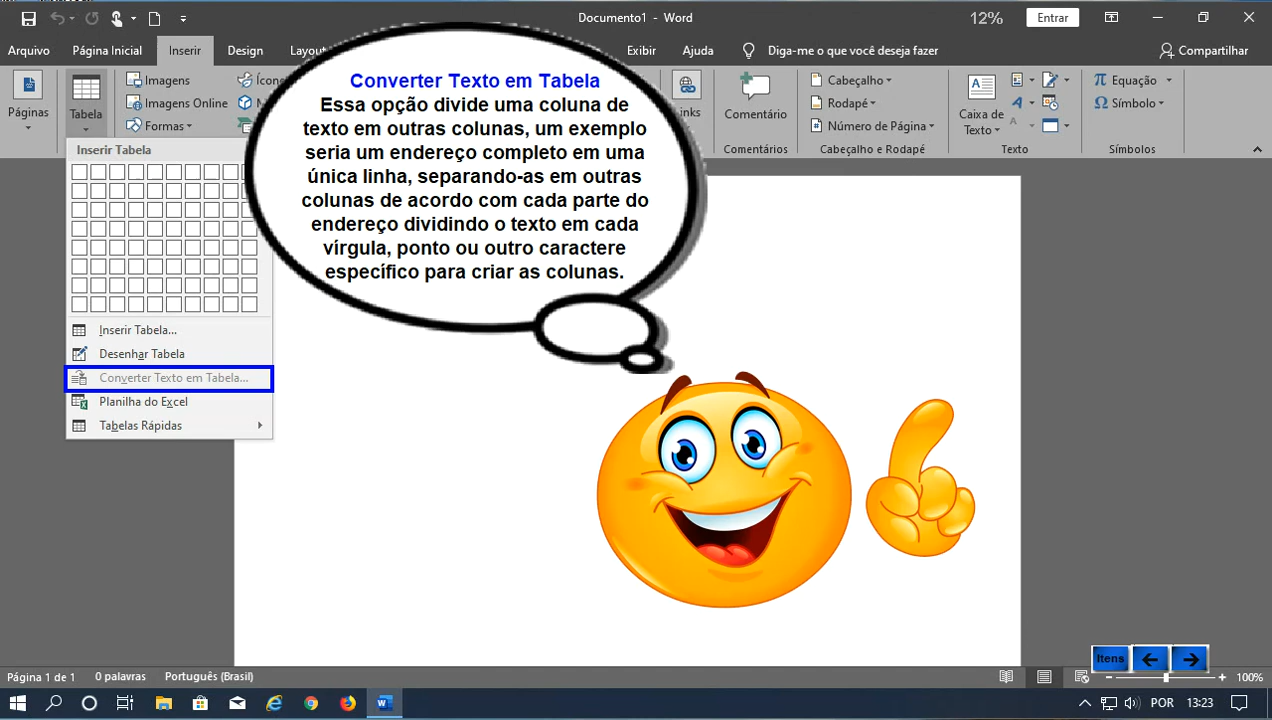 Documento1 - Word
12%
Entrar
Arquivo
Página Inicial
Inserir
Design
Exibir
Ajuda
Diga-me o que você deseja fazer
Compartilhar
Páginas
Tabela
Imagens
Imagens Online
Formas
Comentário
Comentários
Cabeçalho
Rodapé
Número de Página
Cabeçalho e Rodapé
Caixa de
Texto
Texto
Equação
Símbolo
Símbolos
Converter Texto em Tabela
Essa opção divide uma coluna de
texto em outras colunas, um exemplo
seria um endereço completo em uma
única linha, separando-as em outras
colunas de acordo com cada parte do
endereço dividindo o texto em cada
vírgula, ponto ou outro caractere
específico para criar as colunas.
Inserir Tabela
Inserir Tabela...
Desenhar Tabela
Converter Texto em Tabela...
Planilha do Excel
Tabelas Rápidas
Itens
Página 1 de 1
0 palavras
Português (Brasil)
100%
POR
13:23